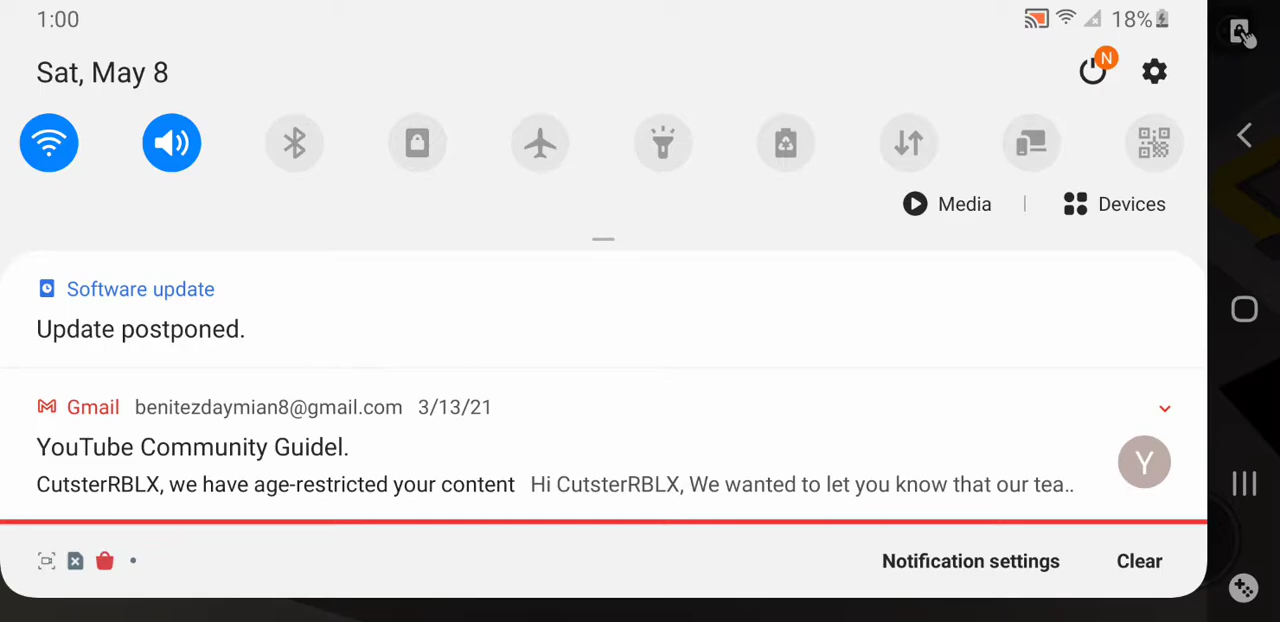 1:00
18%
Sat, May 8
N
Media
Devices
Software update
Update postponed.
Gmail benitezdaymian8@gmail.com 3/13/21
YouTube Community Guidel.
Y
CutsterRBLX, we have age-restricted your content Hi CutsterRBLX, We wanted to let you know that our tea..
Notification settings
Clear